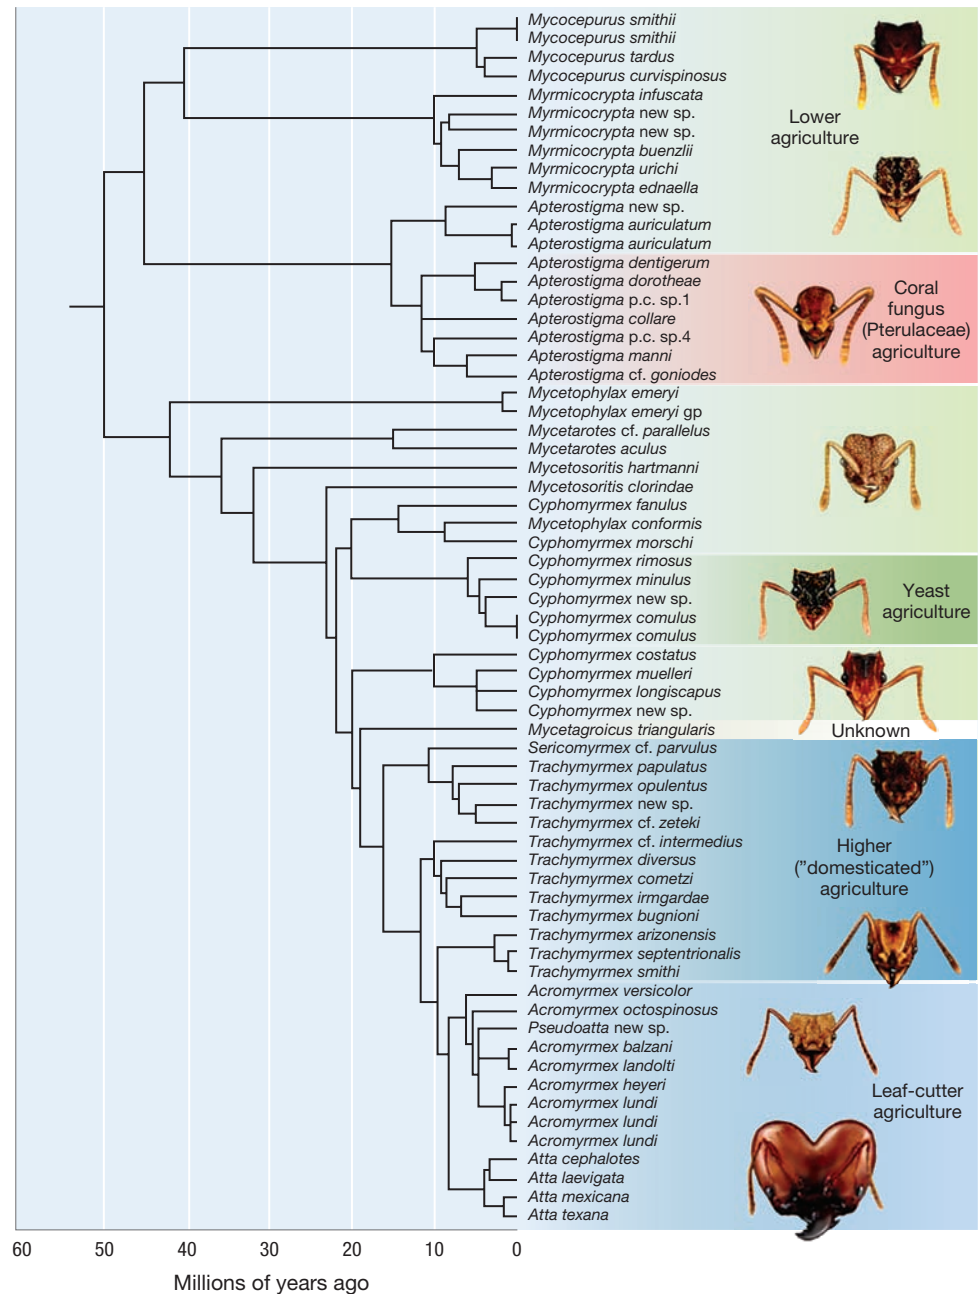 Mycocepurus smithii
Mycocepurus smithii
Mycocepurus tardus
Mycocepurus curvispinosus
Myrmicocrypta infuscata
Myrmicocrypta new sp.
Myrmicocrypta new sp.
Myrmicocrypta buenzlii
Myrmicocrypta urichi
Myrmicocrypta ednaella
Apterostigma new sp.
Apterostigma auriculatum
Apterostigma auriculatum
Lower
agriculture
Apterostigma dentigerum
Apterostigma dorotheae
Apterostigma p.c. sp.1
Apterostigma collare
Apterostigma p.c. sp.4
Apterostigma manni
Apterostigma cf. goniodes
Coral
fungus
(Pterulaceae)
agriculture
Mycetophylax emeryi
Mycetophylax emeryi gp
Mycetarotes cf. parallelus
Mycetarotes aculus
Mycetosoritis hartmanni
Mycetosoritis clorindae
Cyphomyrmex fanulus
Mycetophylax conformis
Cyphomyrmex morschi
Cyphomyrmex rimosus
Cyphomyrmex minulus
Cyphomyrmex new sp.
Cyphomyrmex comulus
Cyphomyrmex comulus
Yeast
agriculture
Cyphomyrmex costatus
Cyphomyrmex muelleri
Cyphomyrmex longiscapus
Cyphomyrmex new sp.
Mycetagroicus triangularis
Unknown
Sericomyrmex cf. parvulus
Trachymyrmex papulatus
Trachymyrmex opulentus
Trachymyrmex new sp.
Trachymyrmex cf. zeteki
Trachymyrmex cf. intermedius
Trachymyrmex diversus
Trachymyrmex cometzi
Trachymyrmex irmgardae
Trachymyrmex bugnioni
Trachymyrmex arizonensis
Trachymyrmex septentrionalis
Trachymyrmex smithi
Higher
("domesticated")
agriculture
Acromyrmex versicolor
Acromyrmex octospinosus
Pseudoatta new sp.
Acromyrmex balzani
Acromyrmex landolti
Acromyrmex heyeri
Acromyrmex lundi
Acromyrmex lundi
Acromyrmex lundi
Atta cephalotes
Atta laevigata
Atta mexicana
Atta texana
Leaf-cutter
agriculture
60 50 40 30 20 10 0
Millions of years ago